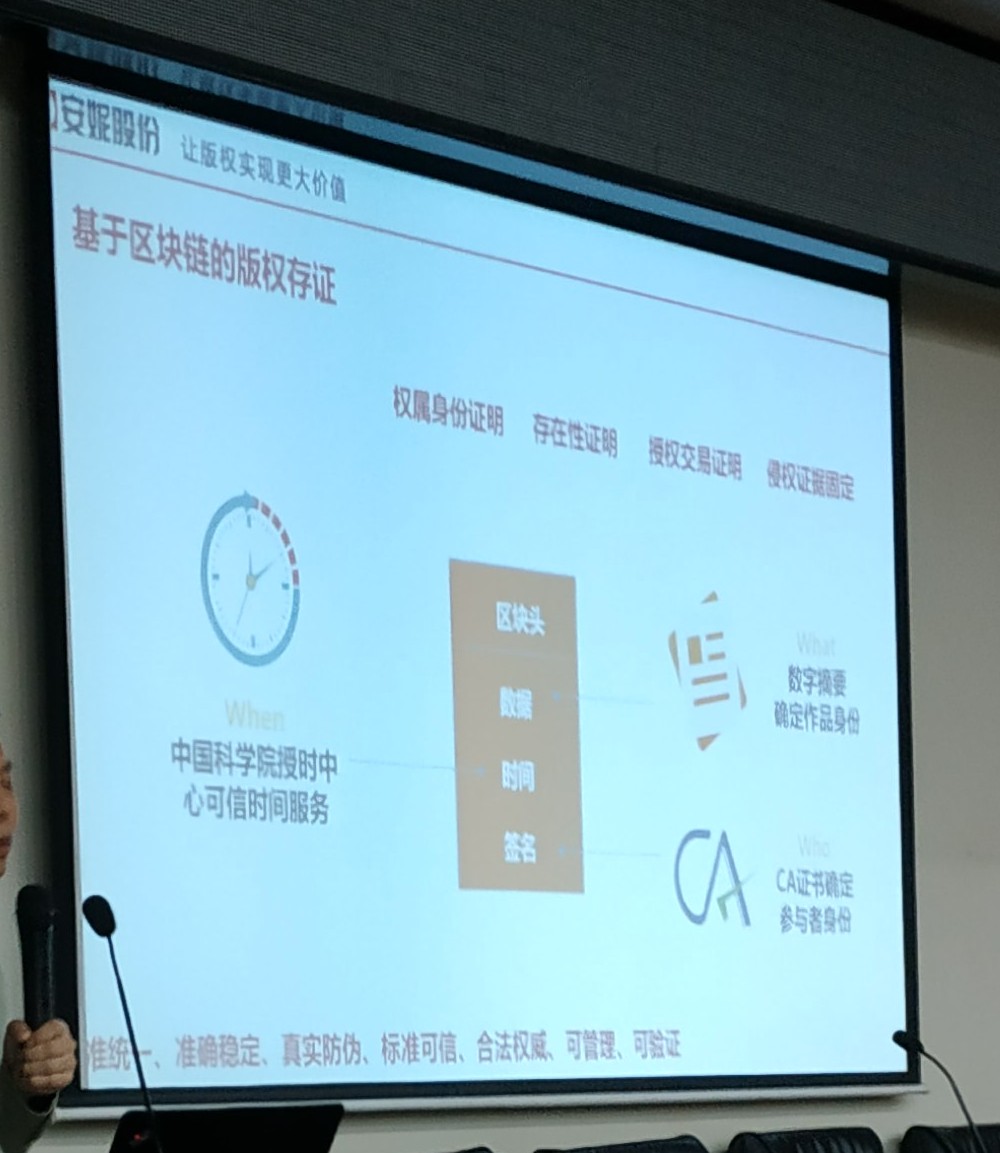 安妮股份 让版权实现更大价值
基于区块链的版权存证
权属身份证明 存在性证明 授权交易证明 侵权证据固定
区块头
数据
时间
签名
When
中国科学院授时中
心可信时间服务
What
数字摘要
确定作品身份
CA
Who
CA证书确定
参与者身份
准统一、准确稳定、真实防伪、标准可信、合法权威、可管理、可验证